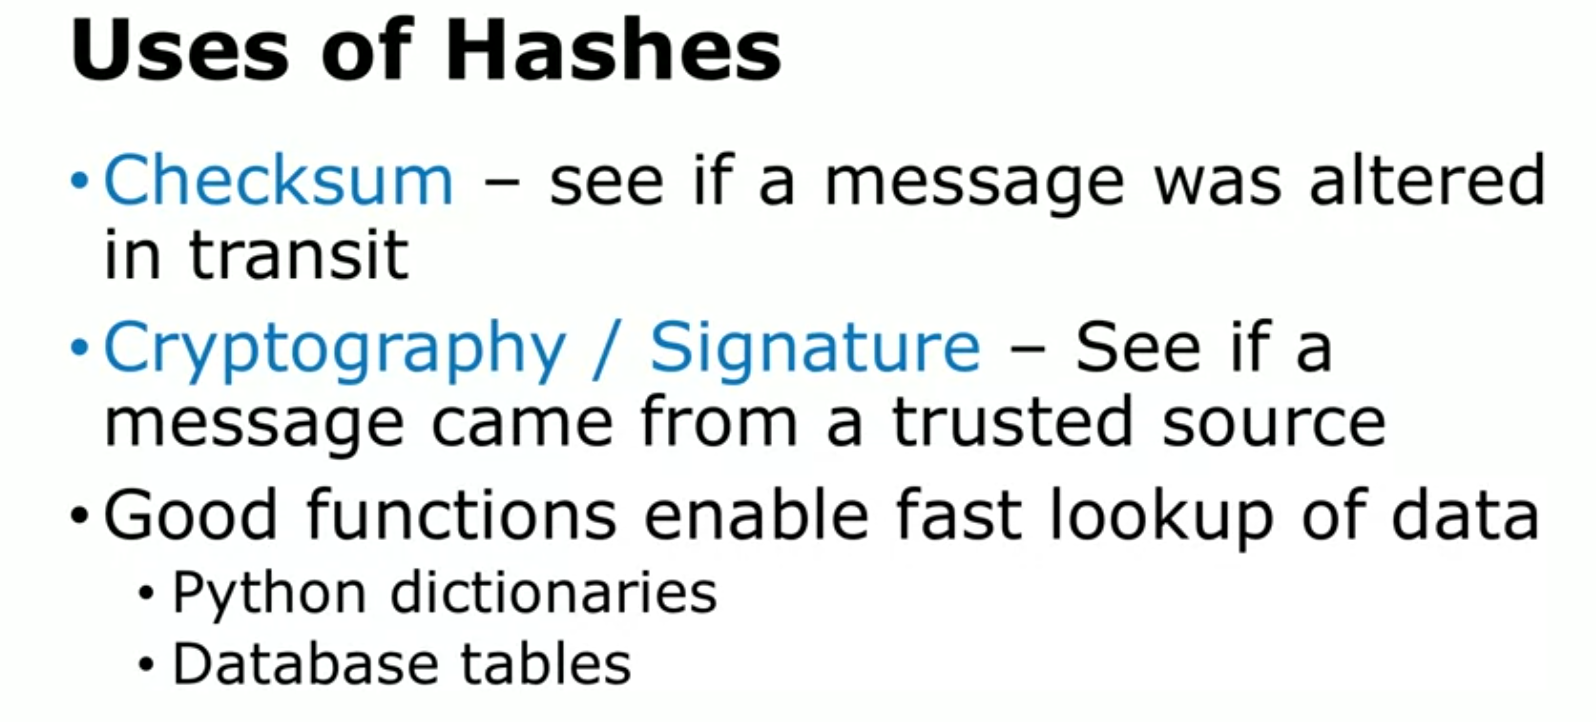 Uses of Hashes
• Checksum – see if a message was altered
in transit
• Cryptography / Signature – See if a
message came from a trusted source
• Good functions enable fast lookup of data
• Python dictionaries
• Database tables